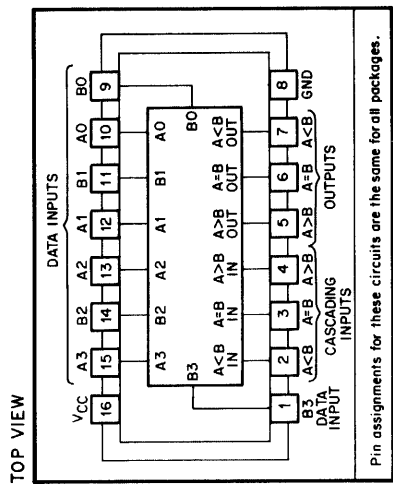 TOP VIEW
DATA INPUTS
VCC A3 B2 A2 A1 B1 A0 B0
16 15 14 13 12 11 10 9
A3 B2 A2 A1 B1 A0
B3 B0
A<B IN A=B IN A>B IN A>B OUT A=B OUT A<B OUT
1 2 3 4 5 6 7 8
B3 DATA INPUT A<B A=B A>B A>B A=B A<B GND
CASCADING INPUTS
OUTPUTS
Pin assignments for these circuits are the same for all packages.